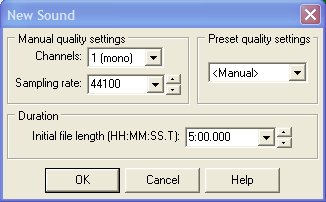 New Sound
Manual quality settings
Channels: 1 (mono)
Sampling rate: 44100
Preset quality settings
<Manual>
Duration
Initial file length (HH:MM:SS.T): 5:00.000
OK Cancel Help